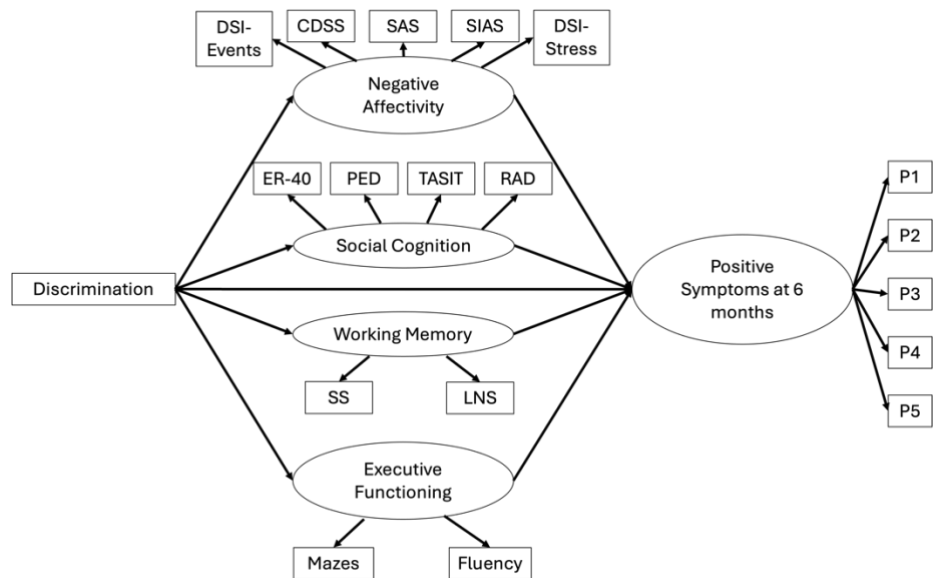 DSI-
Events
CDSS
SAS
SIAS
DSI-
Stress
Negative
Affectivity
ER-40
PED
TASIT
RAD
Social Cognition
Discrimination
Working Memory
SS
LNS
Executive
Functioning
Mazes
Fluency
Positive
Symptoms at 6
months
P1
P2
P3
P4
P5